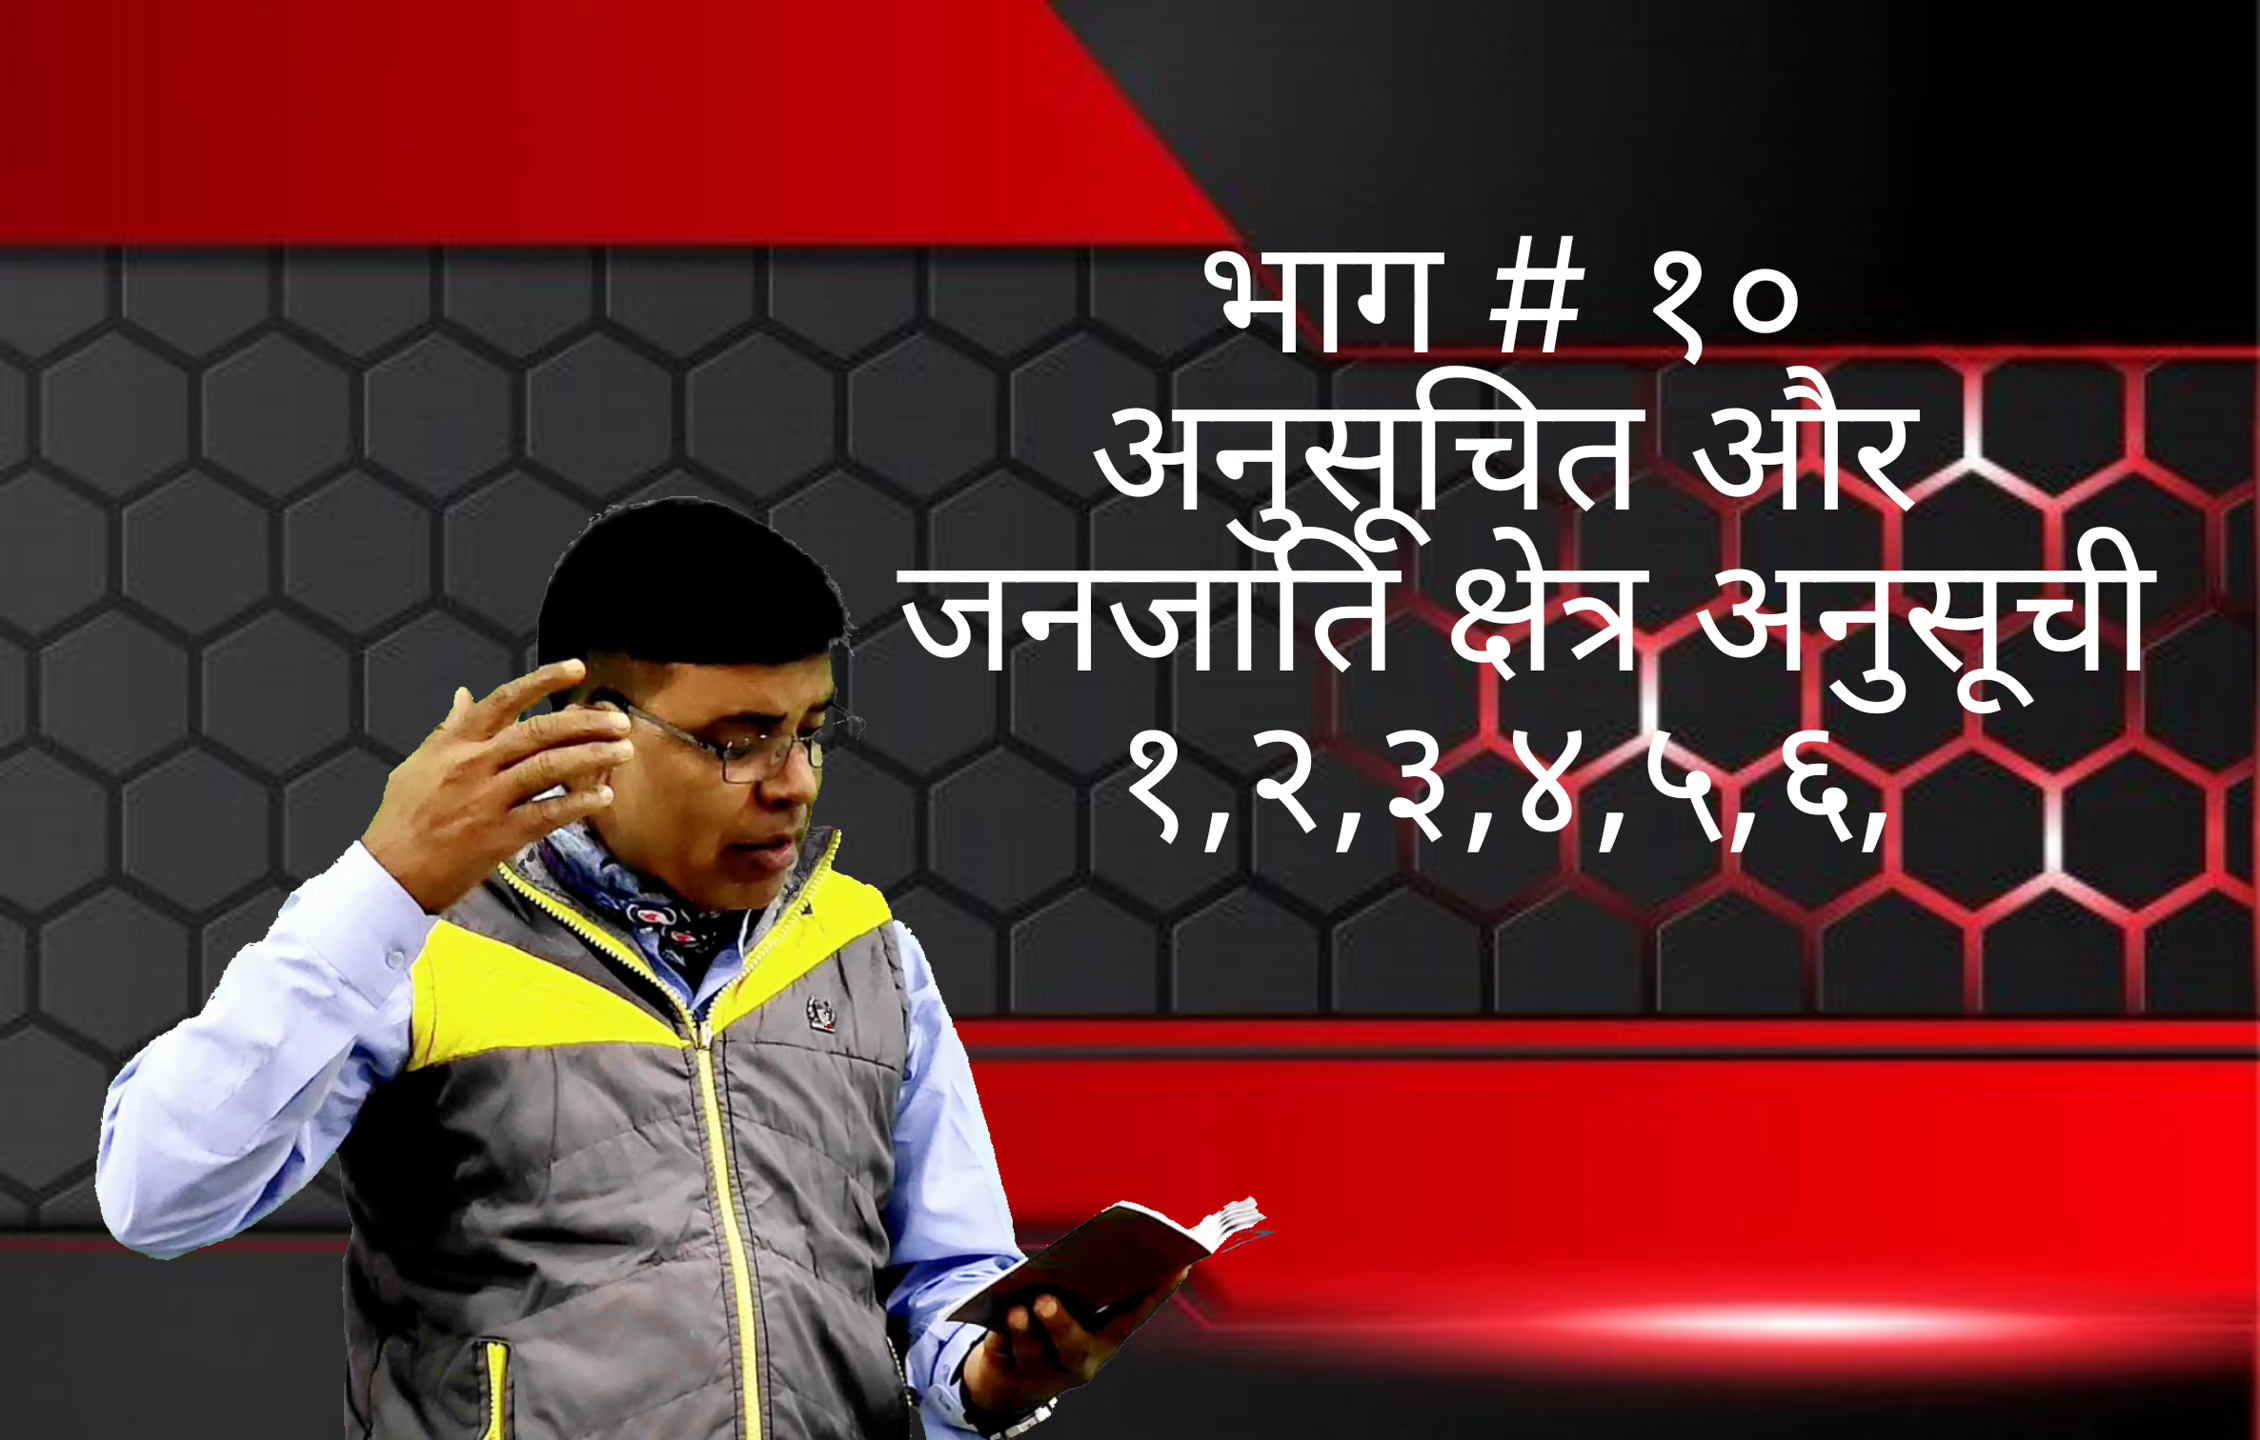 भाग # १०
अनुसूचित और
जनजाति क्षेत्र अनुसूची
१,२,३,४,५,६,